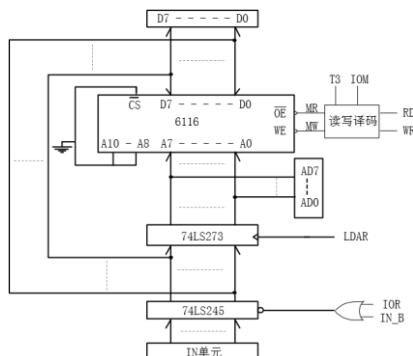 D7 - - - - - D0
CS D7 - - - - - D0
6116
OE MR
WE MW
A10 - - A8 A7 - - - - - A0
T3 IOM
读写译码
RD
WR
AD7
AD0
74LS273
LDAR
74LS245
IOR
IN_B
IN单元